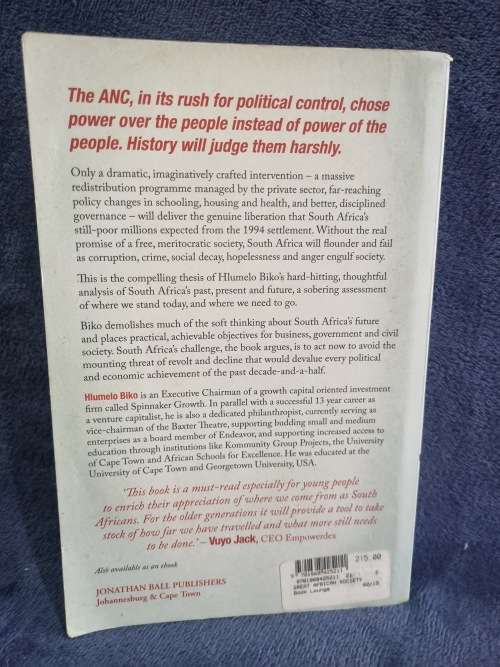 The ANC, in its rush for political control, chose
power over the people instead of power of the
people. History will judge them harshly.
Only a dramatic, imaginatively crafted intervention – a massive
redistribution programme managed by the private sector, far-reaching
policy changes in schooling, housing and health, and better, disciplined
governance – will deliver the genuine liberation that South Africa's
still-poor millions expected from the 1994 settlement. Without the real
promise of a free, meritocratic society, South Africa will flounder and fail
as corruption, crime, social decay, hopelessness and anger engulf society.
This is the compelling thesis of Hlumelo Biko's hard-hitting, thoughtful
analysis of South Africa's past, present and future, a sobering assessment
of where we stand today, and where we need to go.
Biko demolishes much of the soft thinking about South Africa's future
and places practical, achievable objectives for business, government and civil
society. South Africa's challenge, the book argues, is to act now to avoid the
mounting threat of revolt and decline that would devalue every political
and economic achievement of the past decade-and-a-half.
Hlumelo Biko is an Executive Chairman of a growth capital oriented investment
firm called Spinnaker Growth. In parallel with a successful 13 year career as
a venture capitalist, he is also a dedicated philanthropist, currently serving as
vice-chairman of the Baxter Theatre, supporting budding small and medium
enterprises as a board member of Endeavor, and supporting increased access to
education through institutions like Kommunity Group Projects, the University
of Cape Town and African Schools for Excellence. He was educated at the
University of Cape Town and Georgetown University, USA.
'This book is a must-read especially for young people
to enrich their appreciation of where we come from as South
Africans. For the older generations it will provide a tool to take
stock of how far we have travelled and what more still needs
to be done.' – Vuyo Jack, CEO Empowerdex
Also available as an ebook
JONATHAN BALL PUBLISHERS
Johannesburg & Cape Town
215.00
GREAT AFRICAN SOCIETY
Book Lounge